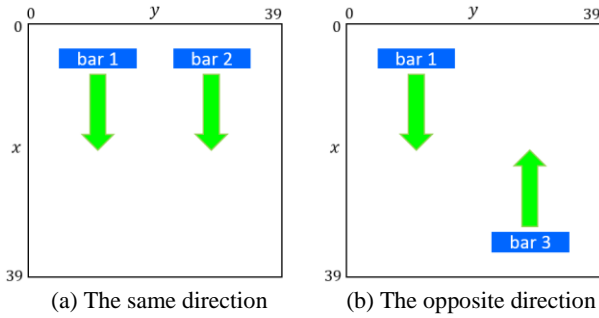 0 y 39
0
bar 1 bar 2
x
39
(a) The same direction
0 y 39
0
bar 1
x
bar 3
39
(b) The opposite direction